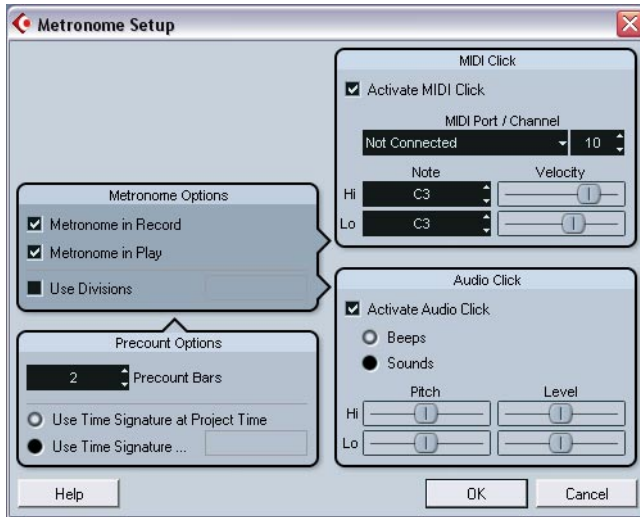 Metronome Setup
MIDI Click
Activate MIDI Click
MIDI Port / Channel
Not Connected 10
Note Velocity
Hi C3
Lo C3
Metronome Options
Metronome in Record
Metronome in Play
Use Divisions
Audio Click
Activate Audio Click
Beeps
Sounds
Pitch Level
Hi
Lo
Precount Options
2 Precount Bars
Use Time Signature at Project Time
Use Time Signature ...
Help OK Cancel